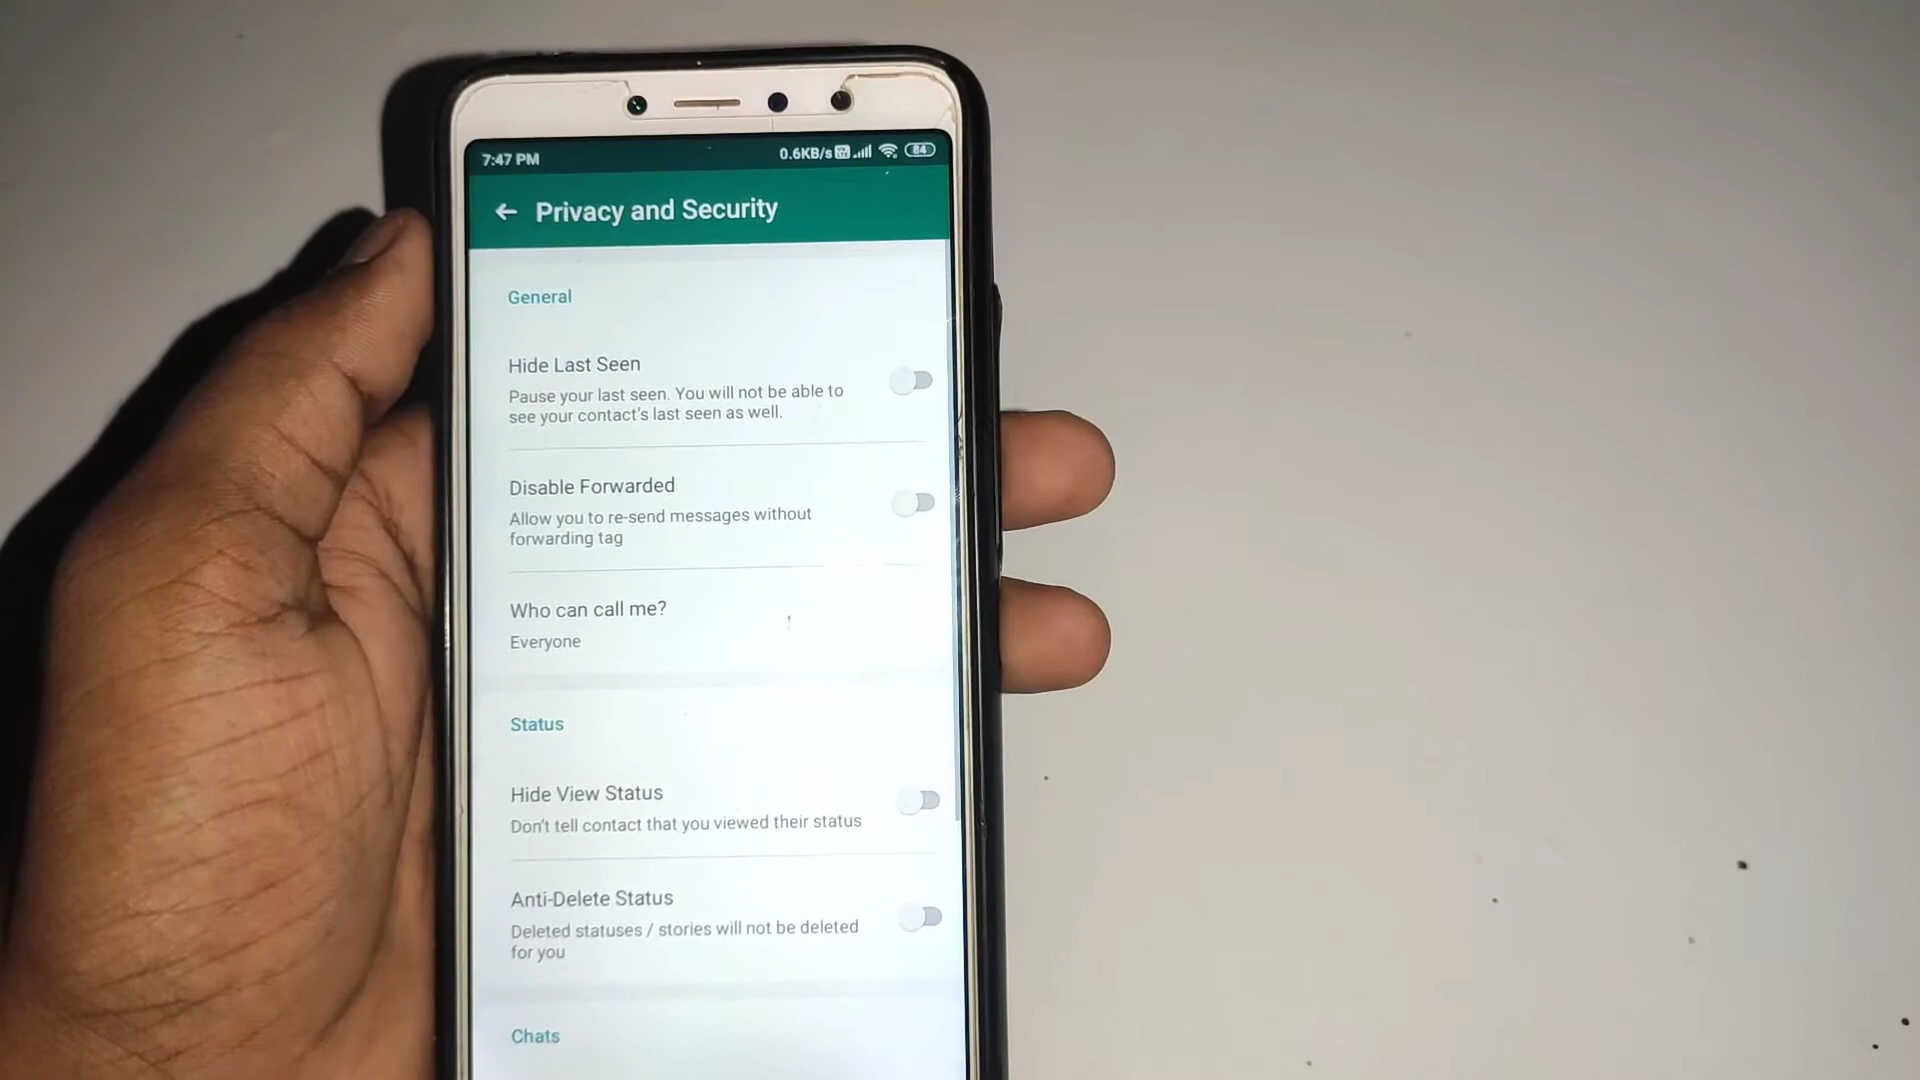 7:47 PM 0.6KB/s 84
Privacy and Security
General
Hide Last Seen
Pause your last seen. You will not be able to
see your contact's last seen as well.
Disable Forwarded
Allow you to re-send messages without
forwarding tag
Who can call me?
Everyone
Status
Hide View Status
Don't tell contact that you viewed their status
Anti-Delete Status
Deleted statuses / stories will not be deleted
for you
Chats